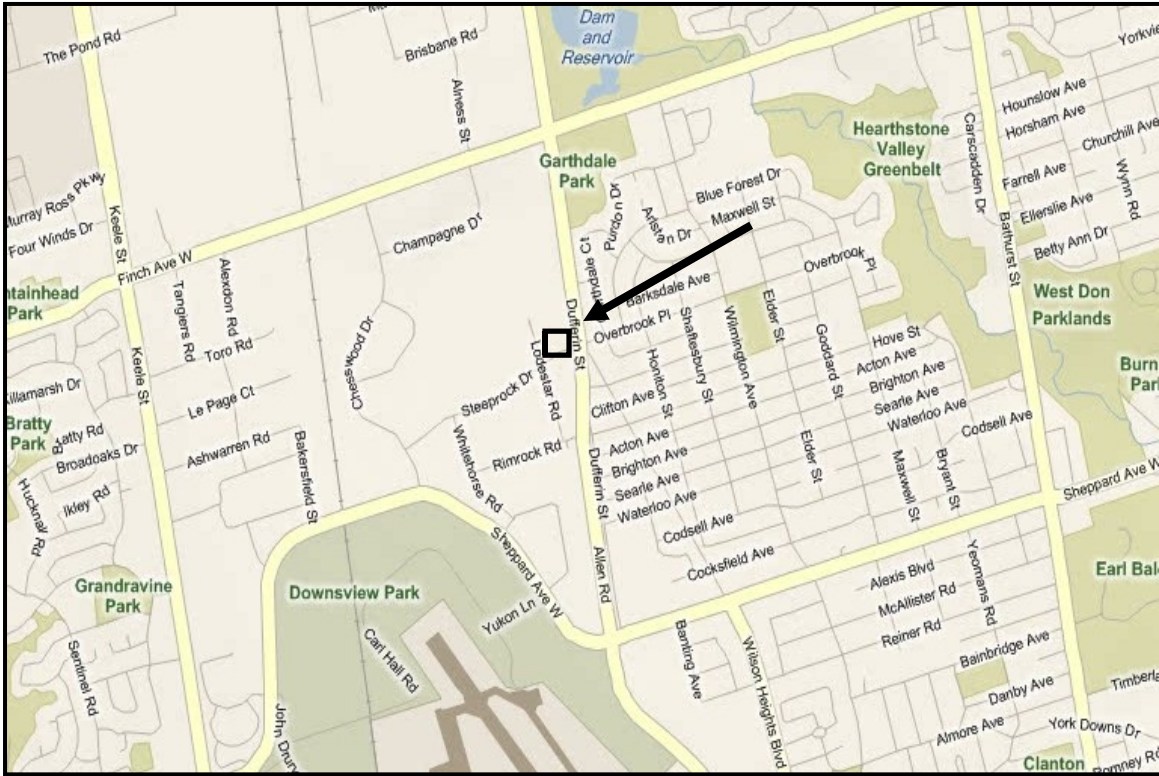 Dam
and
Reservoir
Yorkvie
The Pond Rd
Brisbane Rd
Alness St
Hounslow Ave
Horsham Ave
Churchill Ave
Carscadden Dr
Hearthstone
Valley
Greenbelt
Garthdale
Park
Farrell Ave
Wynn Rd
Blue Forest Dr
Maxwell St
Purdon Dr
Ellerslie Ave
Murray Ross Pkwy
Keele St
Four Winds Dr
Champagne Dr
Bathurst St
Betty Ann Dr
Overbrook Pl
Finch Ave W
ntainhead
Park
Tangiers Rd
Alexdon Rd
Toro Rd
Barksdale Ave
West Don
Parklands
Dufferin St
Overbrook Pl
Shaftesbury St
Wilmington Ave
Elder St
Goddard St
Hove St
Acton Ave
Brighton Ave
Searle Ave
Waterloo Ave
Codsell Ave
Burn
Par
Keele St
Chesswood Dr
Lodestar Rd
Steeprock Dr
Honiton St
Clifton Ave
Killamarsh Dr
Le Page Ct
Bratty
Park
Bratty Rd
Broadoaks Dr
Ashwarren Rd
Bakersfield St
Whitehorse Rd
Rimrock Rd
Acton Ave
Brighton Ave
Searle Ave
Waterloo Ave
Dufferin St
Elder St
Maxwell St
Bryant St
Sheppard Ave W
Hucknall Rd
Ikley Rd
Codsell Ave
Cocksfield Ave
Sheppard Ave W
Allen Rd
Grandravine
Park
Downsview Park
Yukon Ln
Alexis Blvd
McAllister Rd
Reiner Rd
Yeomans Rd
Earl Bal
Carl Hall Rd
Sentinel Rd
Banting Ave
Wilson Heights Blvd
Bainbridge Ave
Danby Ave
Timberla
John Drury
Almore Ave
York Downs Dr
Clanton
Romney Rd